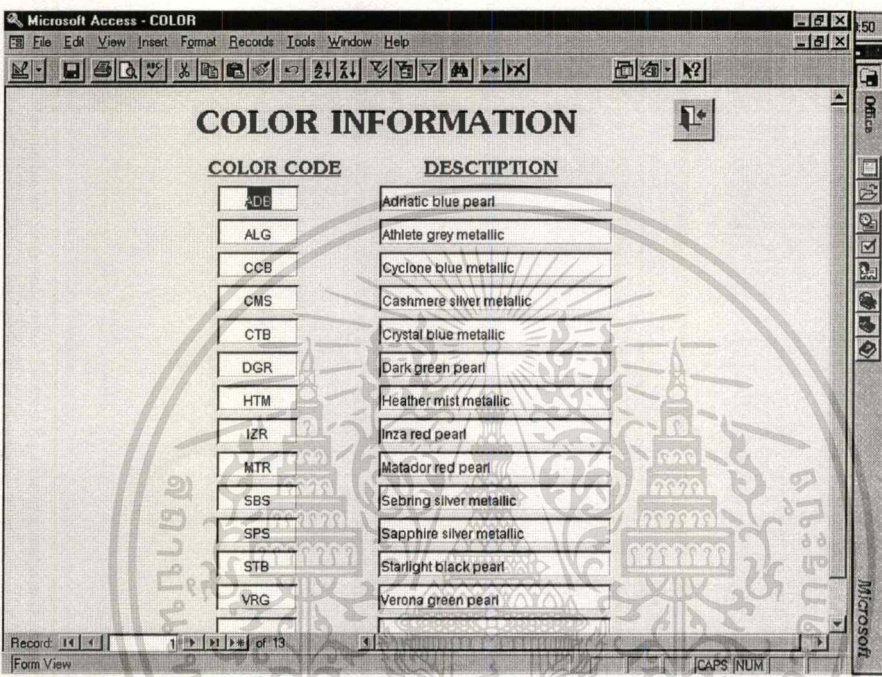 Microsoft Access - COLOR
:50
File Edit View Insert Format Records Tools Window Help
Office
COLOR INFORMATION
COLOR CODE DESCTIPTION
ADB Adriatic blue pearl
ALG Athlete grey metallic
CCB Cyclone blue metallic
CMS Cashmere silver metallic
CTB Crystal blue metallic
DGR Dark green pearl
HTM Heather mist metallic
IZR Inza red pearl
MTR Matador red pearl
SBS Sebring silver metallic
SPS Sapphire silver metallic
STB Starlight black pearl
VRG Verona green pearl
Microsoft
Record: 1 of 13
Form View CAPS NUM